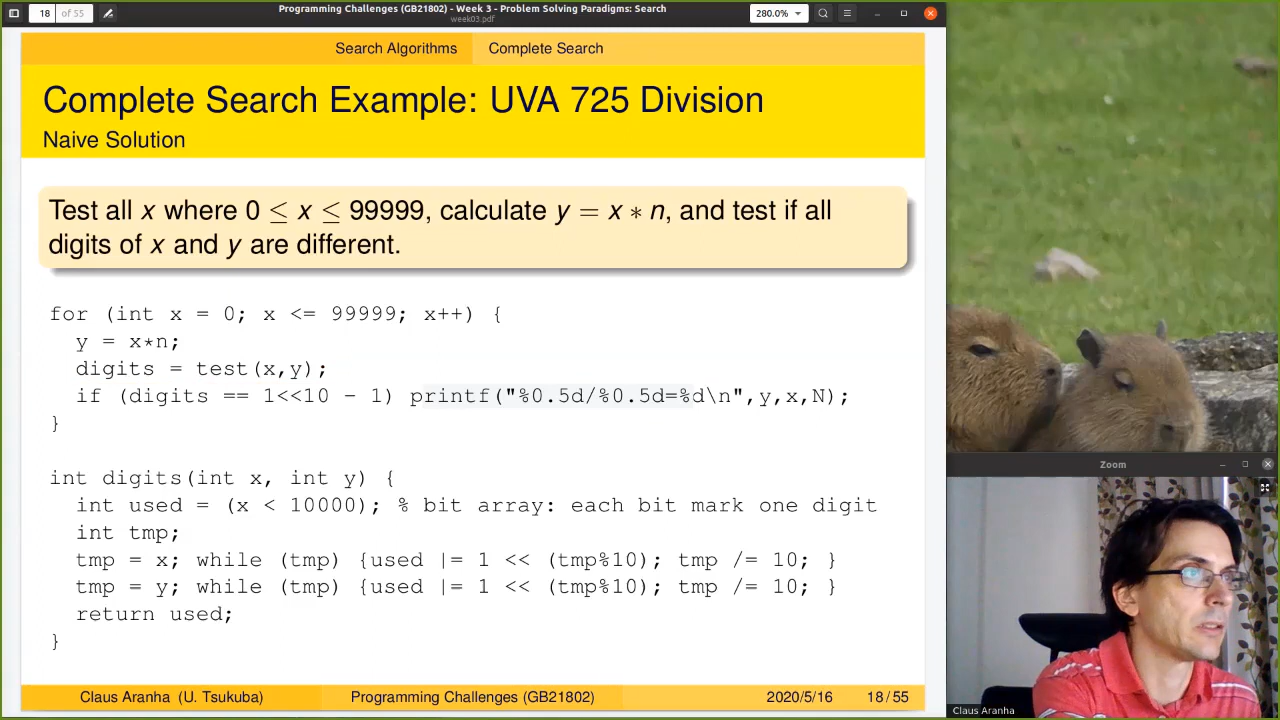 18 of 55
Programming Challenges (GB21802) - Week 3 - Problem Solving Paradigms: Search
week03.pdf
280.0%
Search Algorithms
Complete Search
Complete Search Example: UVA 725 Division
Naive Solution
Test all x where 0 ≤ x ≤ 99999, calculate y = x ∗ n, and test if all
digits of x and y are different.
for (int x = 0; x <= 99999; x++) {
y = x*n;
digits = test(x,y);
if (digits == 1<<10 - 1) printf("%0.5d/%0.5d=%d\n",y,x,N);
}
int digits(int x, int y) {
int used = (x < 10000); % bit array: each bit mark one digit
int tmp;
tmp = x; while (tmp) {used |= 1 << (tmp%10); tmp /= 10; }
tmp = y; while (tmp) {used |= 1 << (tmp%10); tmp /= 10; }
return used;
}
Claus Aranha (U. Tsukuba)
Programming Challenges (GB21802)
2020/5/16
18 / 55
Zoom
Claus Aranha